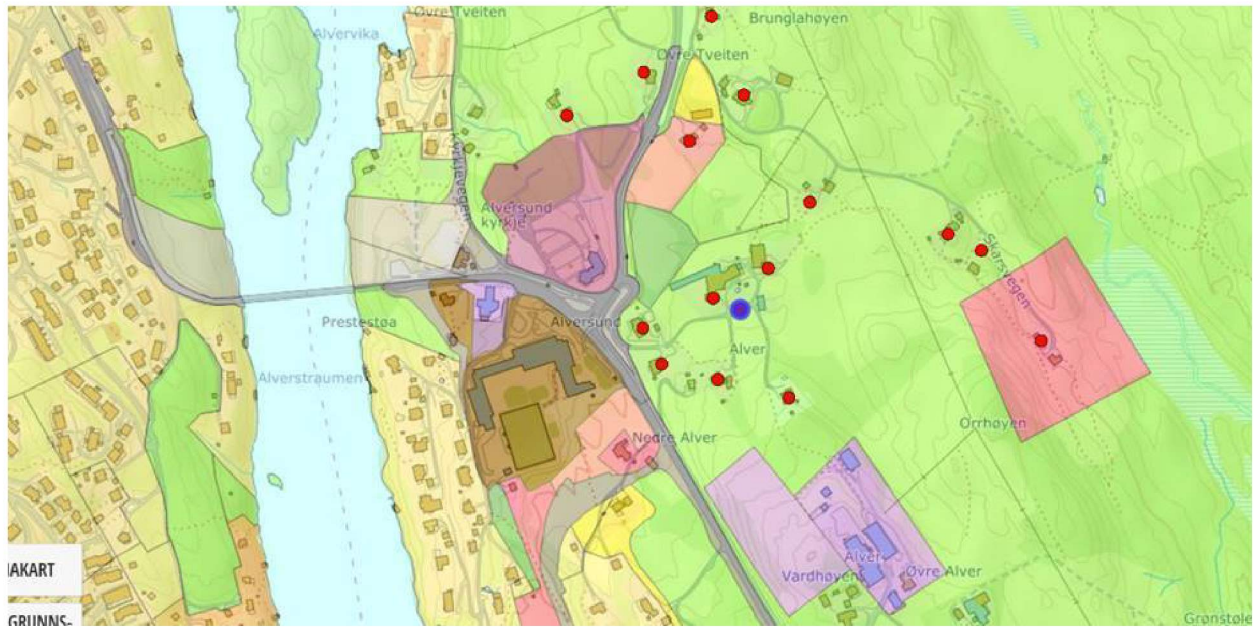 Øvre Tveiten
Brunglahøyen
Alvervika
Øvre Tveiten
Kyrkjevegen
Alversund
kyrkje
Skarsvegen
Prestestøa
Alversund
Alver
Alverstraumen
Orrhøyen
Nedre Alver
Alver
Vardhøyen
Øvre Alver
Grønstøle
IAKART
GRUNNS-